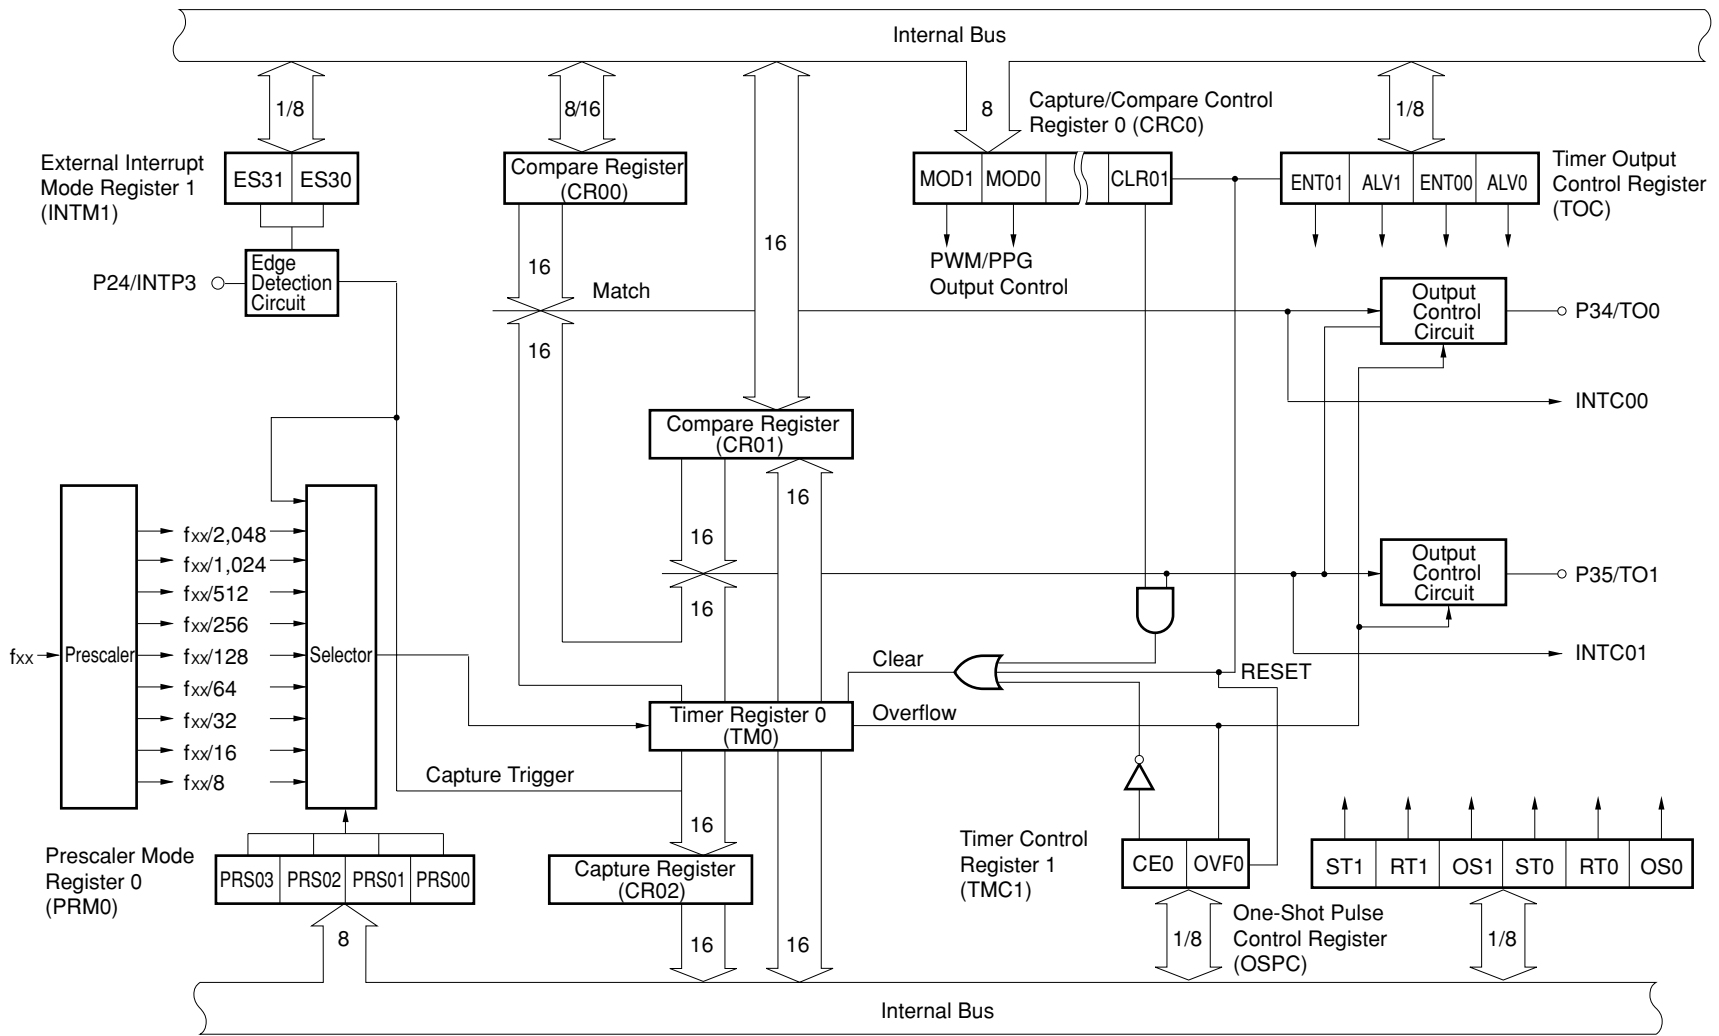 Internal Bus
1/8
8/16
16
8
Capture/Compare Control
Register 0 (CRC0)
1/8
External Interrupt
Mode Register 1
(INTM1)
ES31 ES30
Compare Register
(CR00)
MOD1 MOD0 CLR01
ENT01 ALV1 ENT00 ALV0
Timer Output
Control Register
(TOC)
P24/INTP3
Edge
Detection
Circuit
16
Match
16
PWM/PPG
Output Control
Output
Control
Circuit
P34/TO0
INTC00
Compare Register
(CR01)
16
16
16
Output
Control
Circuit
P35/TO1
INTC01
fxx
Prescaler
fxx/2,048
fxx/1,024
fxx/512
fxx/256
fxx/128
fxx/64
fxx/32
fxx/16
fxx/8
Selector
Clear
RESET
Timer Register 0
(TM0)
Overflow
Capture Trigger
16
Prescaler Mode
Register 0
(PRM0)
PRS03 PRS02 PRS01 PRS00
Capture Register
(CR02)
Timer Control
Register 1
(TMC1)
CE0 OVF0
ST1 RT1 OS1 ST0 RT0 OS0
8
16
16
1/8
One-Shot Pulse
Control Register
(OSPC)
1/8
Internal Bus